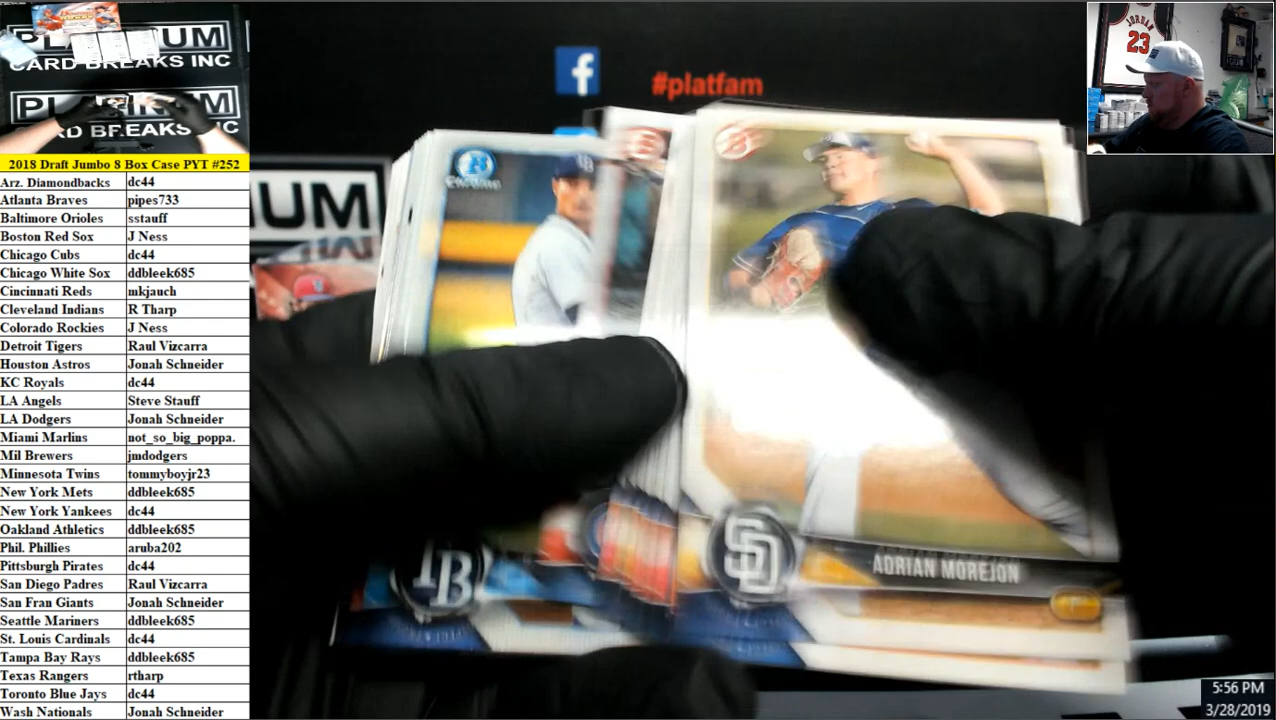 PLATINUM
CARD BREAKS INC
2018 Draft Jumbo 8 Box Case PYT #252
Arz. Diamondbacks dc44
Atlanta Braves pipes733
Baltimore Orioles sstauff
Boston Red Sox J Ness
Chicago Cubs dc44
Chicago White Sox ddbleek685
Cincinnati Reds mkjauch
Cleveland Indians R Tharp
Colorado Rockies J Ness
Detroit Tigers Raul Vizcarra
Houston Astros Jonah Schneider
KC Royals dc44
LA Angels Steve Stauff
LA Dodgers Jonah Schneider
Miami Marlins not_so_big_poppa.
Mil Brewers jmdodgers
Minnesota Twins tommyboyjr23
New York Mets ddbleek685
New York Yankees dc44
Oakland Athletics ddbleek685
Phil. Phillies aruba202
Pittsburgh Pirates dc44
San Diego Padres Raul Vizcarra
San Fran Giants Jonah Schneider
Seattle Mariners ddbleek685
St. Louis Cardinals dc44
Tampa Bay Rays ddbleek685
Texas Rangers rtharp
Toronto Blue Jays dc44
Wash Nationals Jonah Schneider
f
#platfam
NUM
JORDAN
23
SD
ADRIAN MOREJON
TB
5:56 PM
3/28/2019